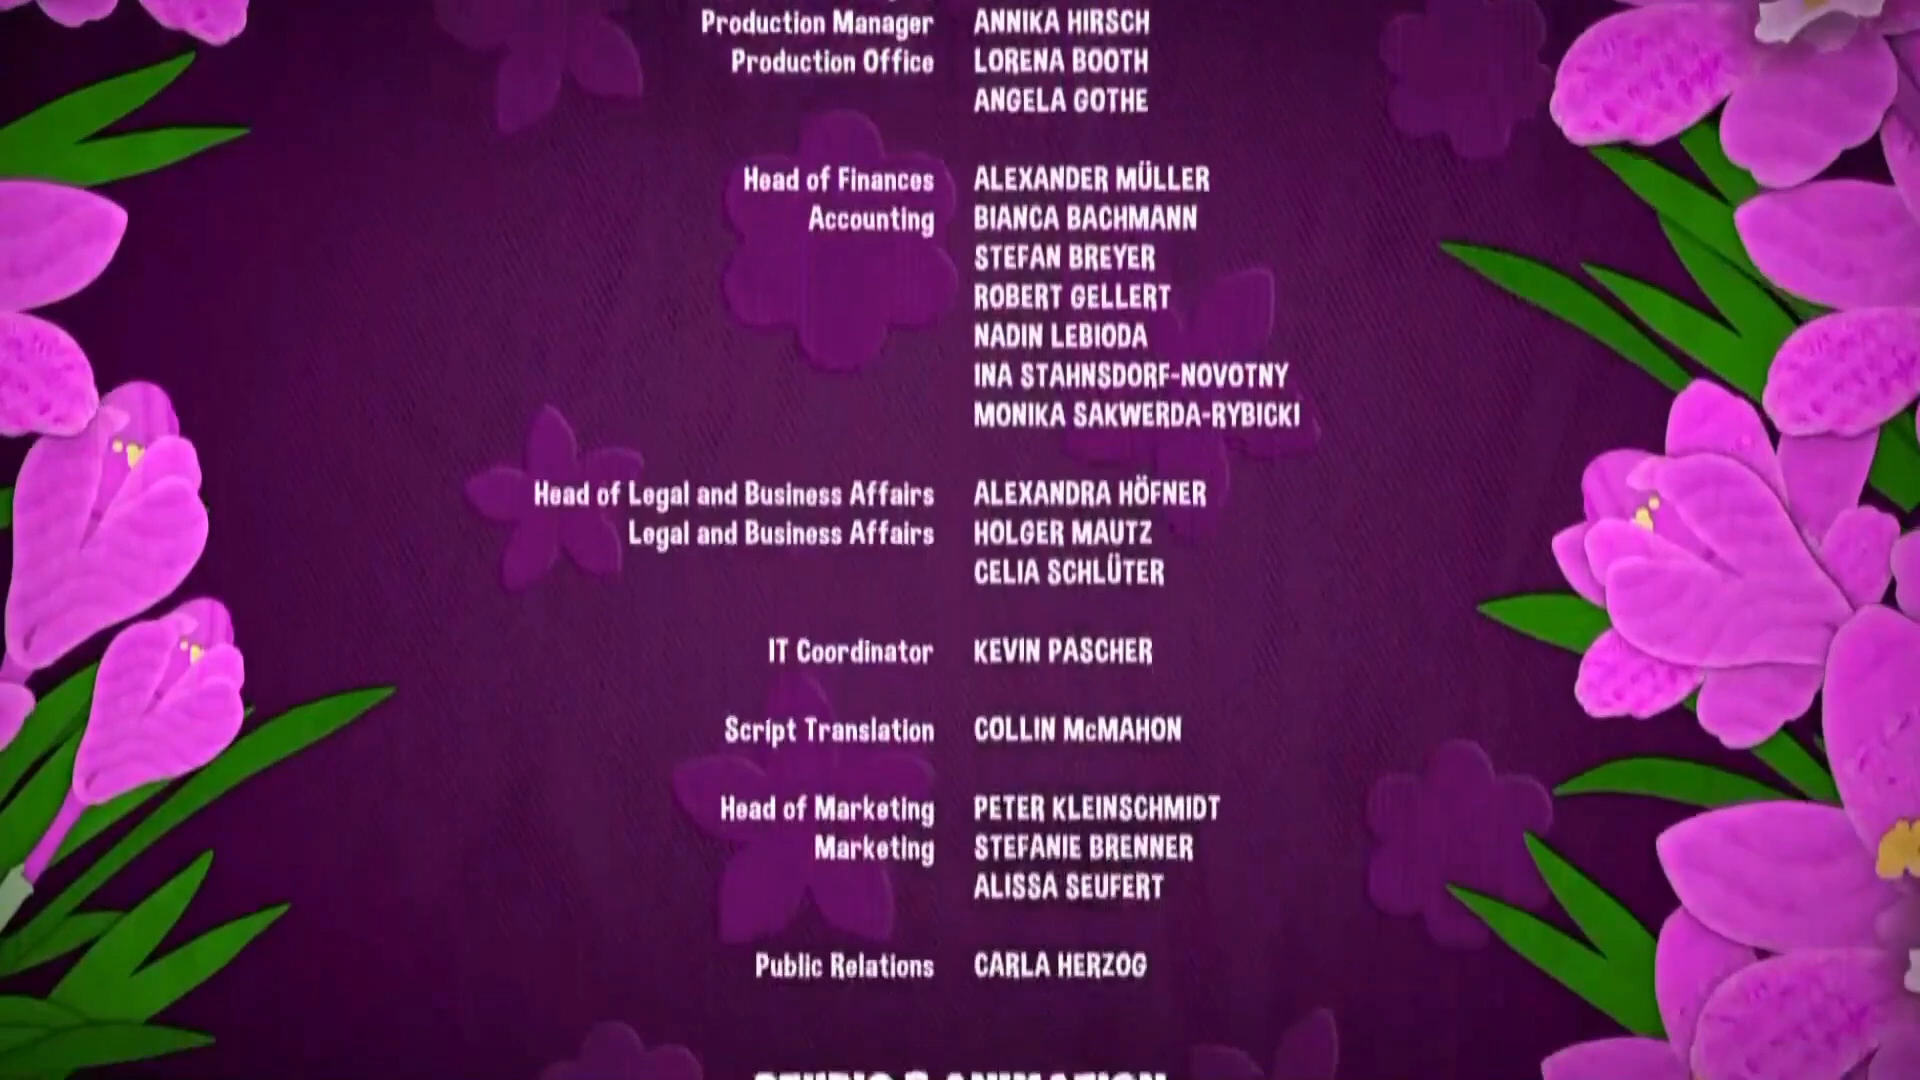 Production Manager ANNIKA HIRSCH
Production Office LORENA BOOTH
ANGELA GOTHE
Head of Finances ALEXANDER MÜLLER
Accounting BIANCA BACHMANN
STEFAN BREYER
ROBERT GELLERT
NADIN LEBIODA
INA STAHNSDORF-NOVOTNY
MONIKA SAKWERDA-RYBICKI
Head of Legal and Business Affairs ALEXANDRA HÖFNER
Legal and Business Affairs HOLGER MAUTZ
CELIA SCHLÜTER
IT Coordinator KEVIN PASCHER
Script Translation COLLIN McMAHON
Head of Marketing PETER KLEINSCHMIDT
Marketing STEFANIE BRENNER
ALISSA SEUFERT
Public Relations CARLA HERZOG
ANIMATION